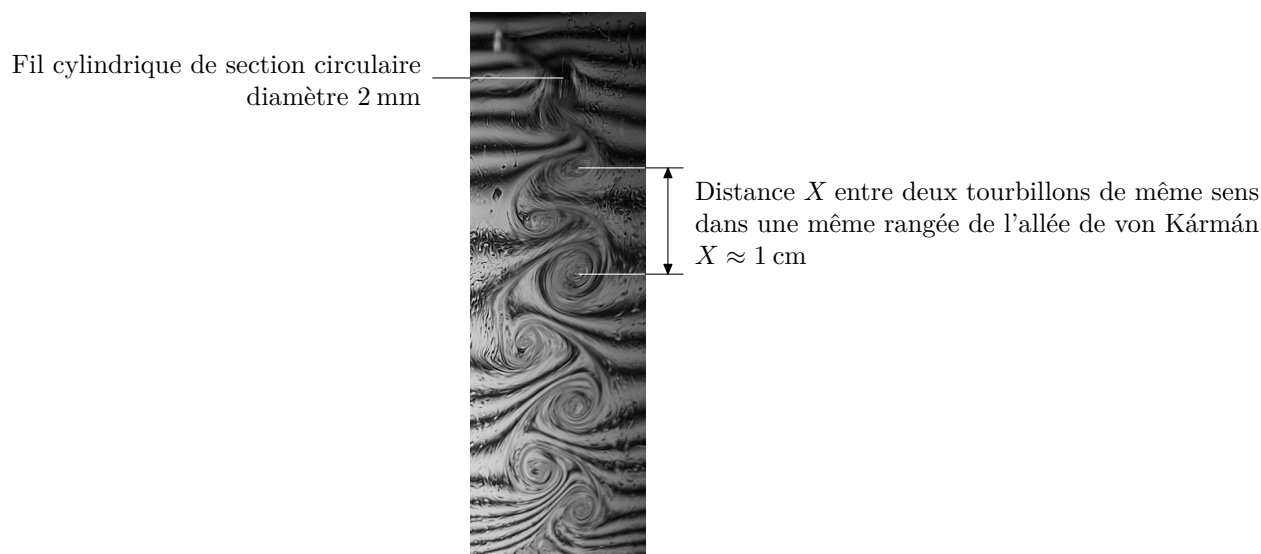 Fil cylindrique de section circulaire
diamètre 2 mm
Distance X entre deux tourbillons de même sens
dans une même rangée de l'allée de von Kármán
X ≈ 1 cm